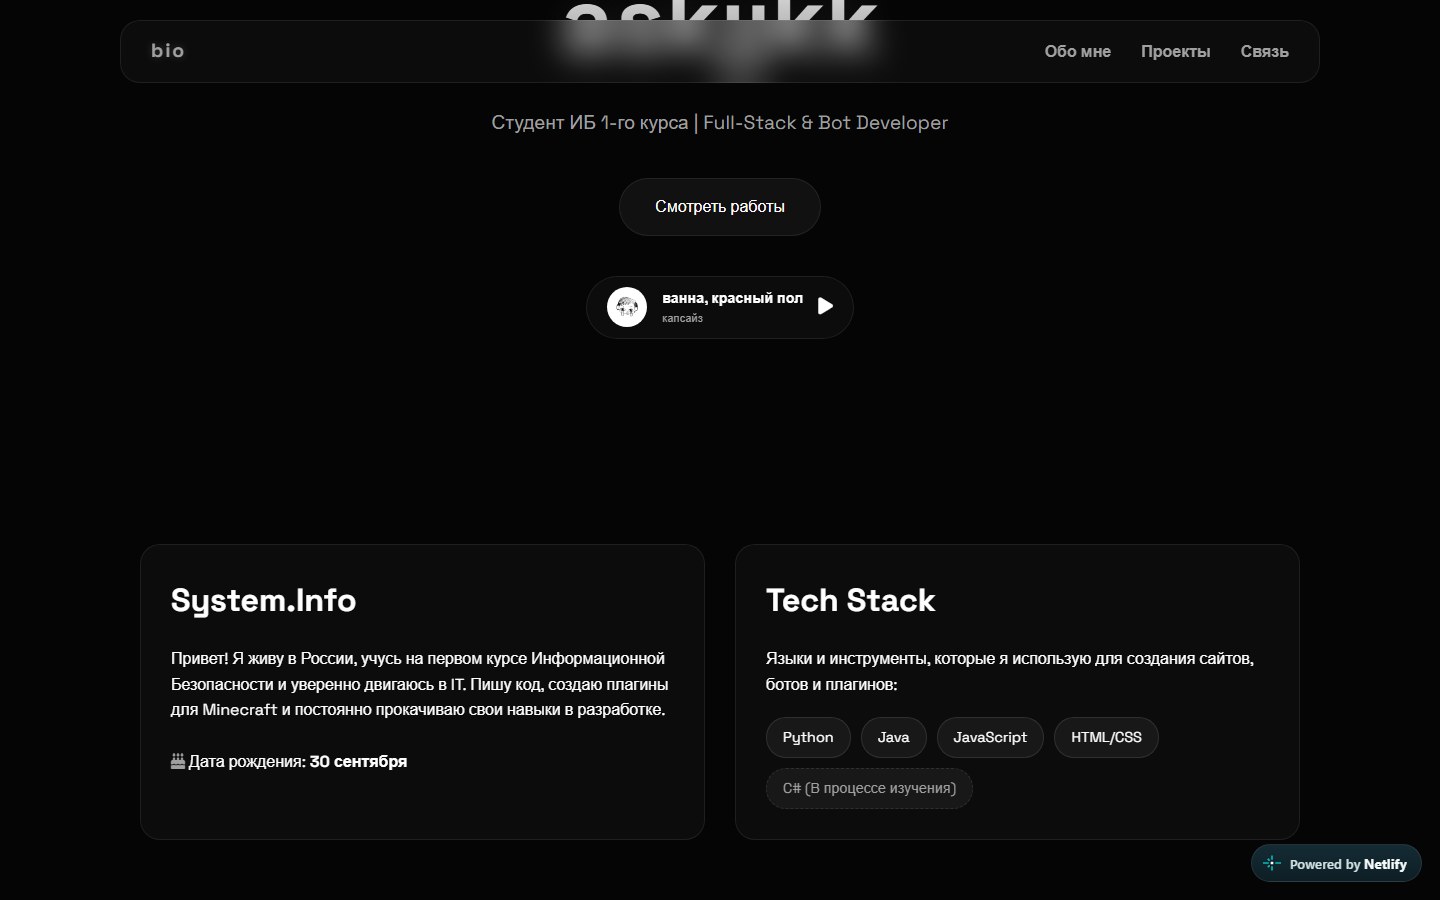 askykk
bio
Обо мне
Проекты
Связь
Студент ИБ 1-го курса | Full-Stack & Bot Developer
Смотреть работы
ванна, красный пол
капсайз
System.Info
Привет! Я живу в России, учусь на первом курсе Информационной
Безопасности и уверенно двигаюсь в IT. Пишу код, создаю плагины
для Minecraft и постоянно прокачиваю свои навыки в разработке.
Дата рождения: 30 сентября
Tech Stack
Языки и инструменты, которые я использую для создания сайтов,
ботов и плагинов:
Python
Java
JavaScript
HTML/CSS
C# (В процессе изучения)
Powered by Netlify